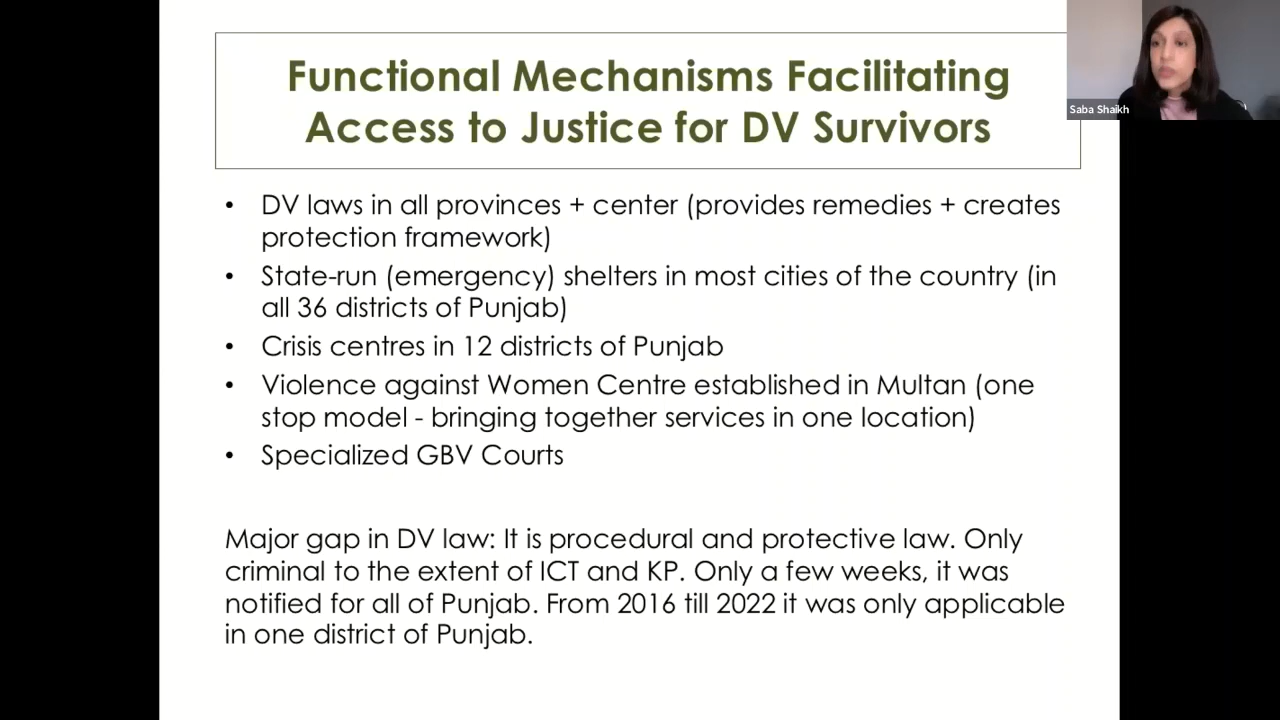 Functional Mechanisms Facilitating
Access to Justice for DV Survivors
Saba Shaikh
• DV laws in all provinces + center (provides remedies + creates
protection framework)
• State-run (emergency) shelters in most cities of the country (in
all 36 districts of Punjab)
• Crisis centres in 12 districts of Punjab
• Violence against Women Centre established in Multan (one
stop model - bringing together services in one location)
• Specialized GBV Courts
Major gap in DV law: It is procedural and protective law. Only
criminal to the extent of ICT and KP. Only a few weeks, it was
notified for all of Punjab. From 2016 till 2022 it was only applicable
in one district of Punjab.